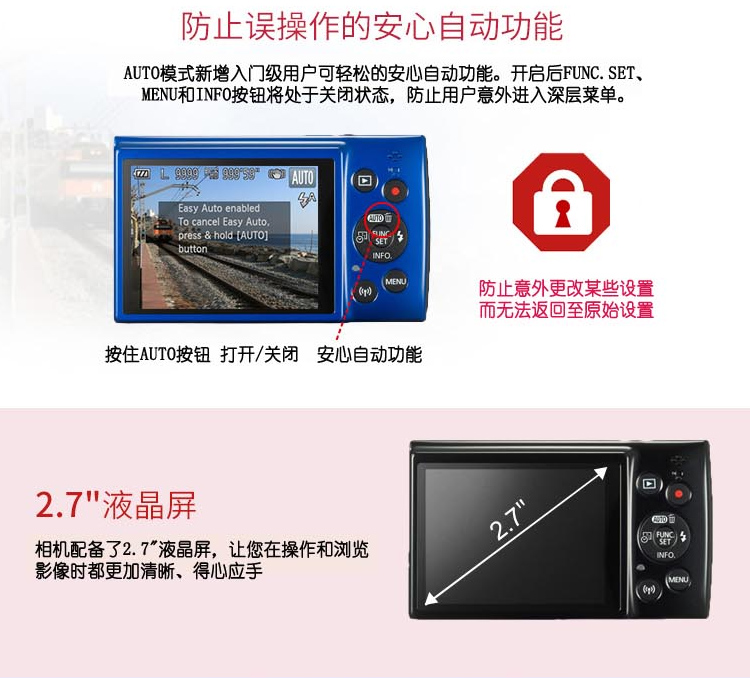 防止误操作的安心自动功能
AUTO模式新增入门级用户可轻松的安心自动功能。开启后FUNC.SET、
MENU和INFO按钮将处于关闭状态，防止用户意外进入深层菜单。
9999 999'59" AUTO
Easy Auto enabled
To cancel Easy Auto,
press & hold [AUTO]
button
AUTO
FUNC.
SET
INFO.
MENU
防止意外更改某些设置
而无法返回至原始设置
按住AUTO按钮 打开/关闭 安心自动功能
2.7"液晶屏
相机配备了2.7"液晶屏，让您在操作和浏览
影像时都更加清晰、得心应手
2.7"
AUTO
FUNC.
SET
INFO.
MENU